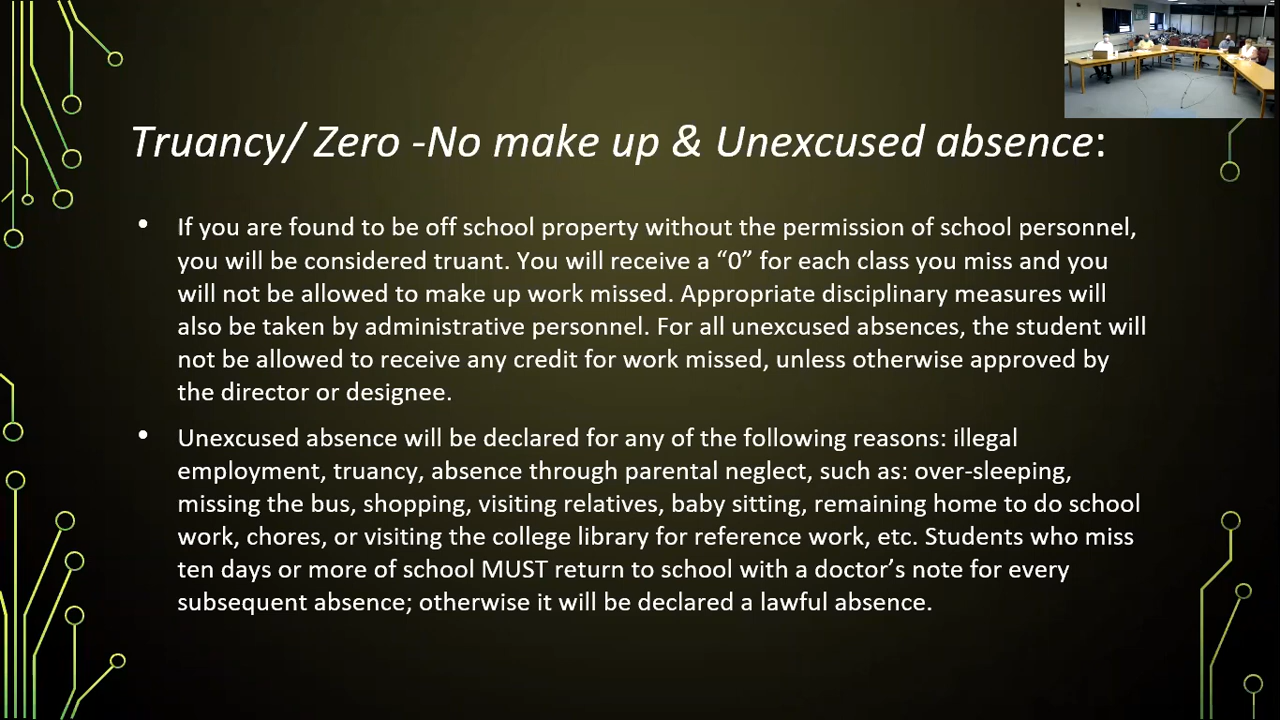 Truancy/ Zero -No make up & Unexcused absence:
• If you are found to be off school property without the permission of school personnel,
you will be considered truant. You will receive a “0” for each class you miss and you
will not be allowed to make up work missed. Appropriate disciplinary measures will
also be taken by administrative personnel. For all unexcused absences, the student will
not be allowed to receive any credit for work missed, unless otherwise approved by
the director or designee.
• Unexcused absence will be declared for any of the following reasons: illegal
employment, truancy, absence through parental neglect, such as: over-sleeping,
missing the bus, shopping, visiting relatives, baby sitting, remaining home to do school
work, chores, or visiting the college library for reference work, etc. Students who miss
ten days or more of school MUST return to school with a doctor’s note for every
subsequent absence; otherwise it will be declared a lawful absence.